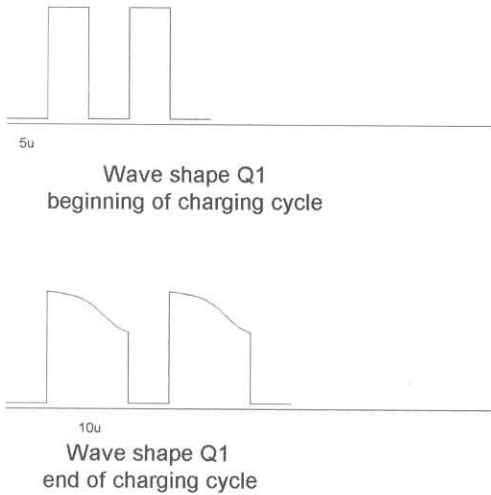 5u
Wave shape Q1
beginning of charging cycle
10u
Wave shape Q1
end of charging cycle